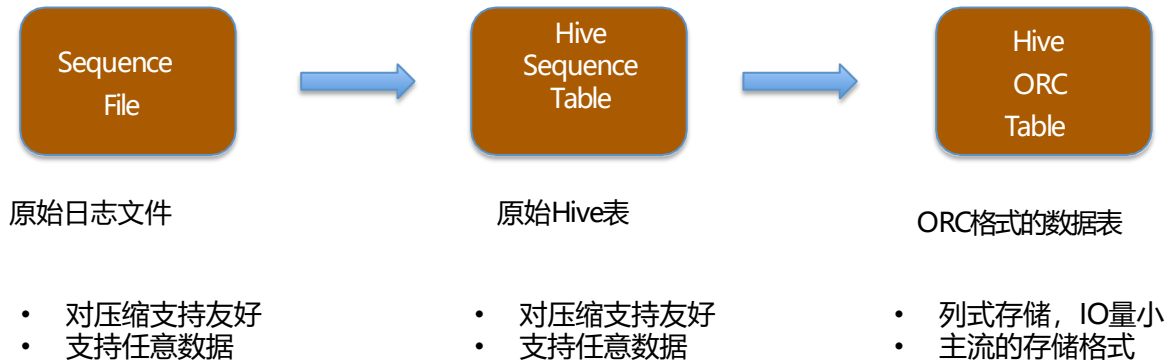 Sequence
File
Hive
Sequence
Table
Hive
ORC
Table
原始日志文件
原始Hive表
ORC格式的数据表
• 对压缩支持友好
• 支持任意数据
• 对压缩支持友好
• 支持任意数据
• 列式存储，IO量小
• 主流的存储格式